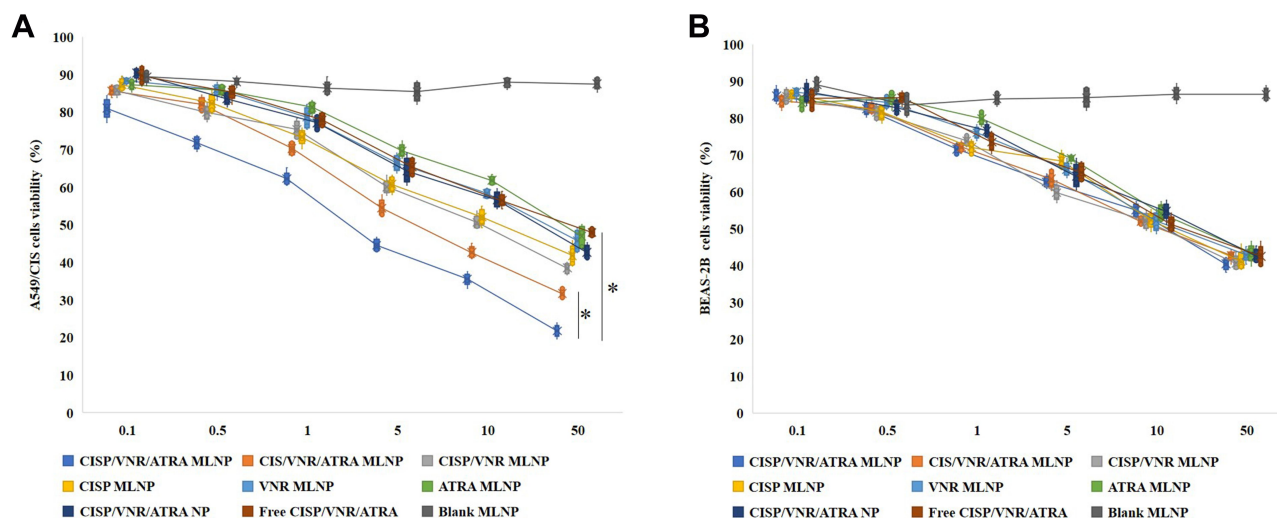 A
A549/CIS cells viability (%)
100
90
80
70
60
50
40
30
20
10
0
*
*
0.1 0.5 1 5 10 50
CISP/VNR/ATRA MLNP CIS/VNR/ATRA MLNP CISP/VNR MLNP
CISP MLNP VNR MLNP ATRA MLNP
CISP/VNR/ATRA NP Free CISP/VNR/ATRA Blank MLNP
B
BEAS-2B cells viability (%)
100
90
80
70
60
50
40
30
20
10
0
0.1 0.5 1 5 10 50
CISP/VNR/ATRA MLNP CIS/VNR/ATRA MLNP CISP/VNR MLNP
CISP MLNP VNR MLNP ATRA MLNP
CISP/VNR/ATRA NP Free CISP/VNR/ATRA Blank MLNP